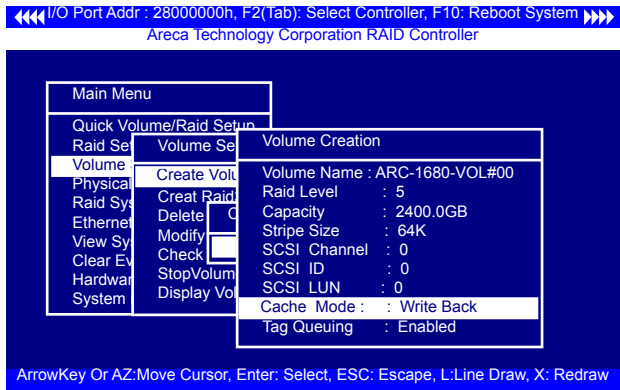 I/O Port Addr : 28000000h, F2(Tab): Select Controller, F10: Reboot System
Areca Technology Corporation RAID Controller
Main Menu
Quick Volume/Raid Setup
Raid Set
Volume
Physical
Raid Sys
Ethernet
View Sy
Clear Ev
Hardwar
System
Volume Se
Create Volu
Creat Raid
Delete
Modify
Check
StopVolum
Display Vol
C
Volume Creation
Volume Name : ARC-1680-VOL#00
Raid Level : 5
Capacity : 2400.0GB
Stripe Size : 64K
SCSI Channel : 0
SCSI ID : 0
SCSI LUN : 0
Cache Mode : : Write Back
Tag Queuing : Enabled
ArrowKey Or AZ:Move Cursor, Enter: Select, ESC: Escape, L:Line Draw, X: Redraw